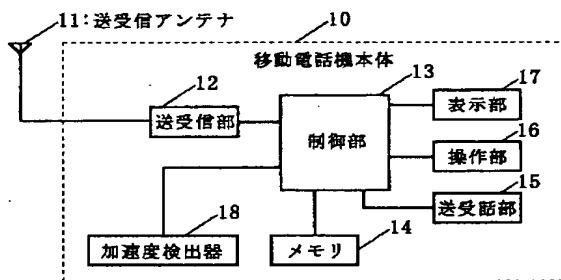 11:送受信アンテナ
10
移動電話機本体
12
送受信部
13
制御部
17
表示部
16
操作部
15
送受話部
18
加速度検出器
14
メモリ